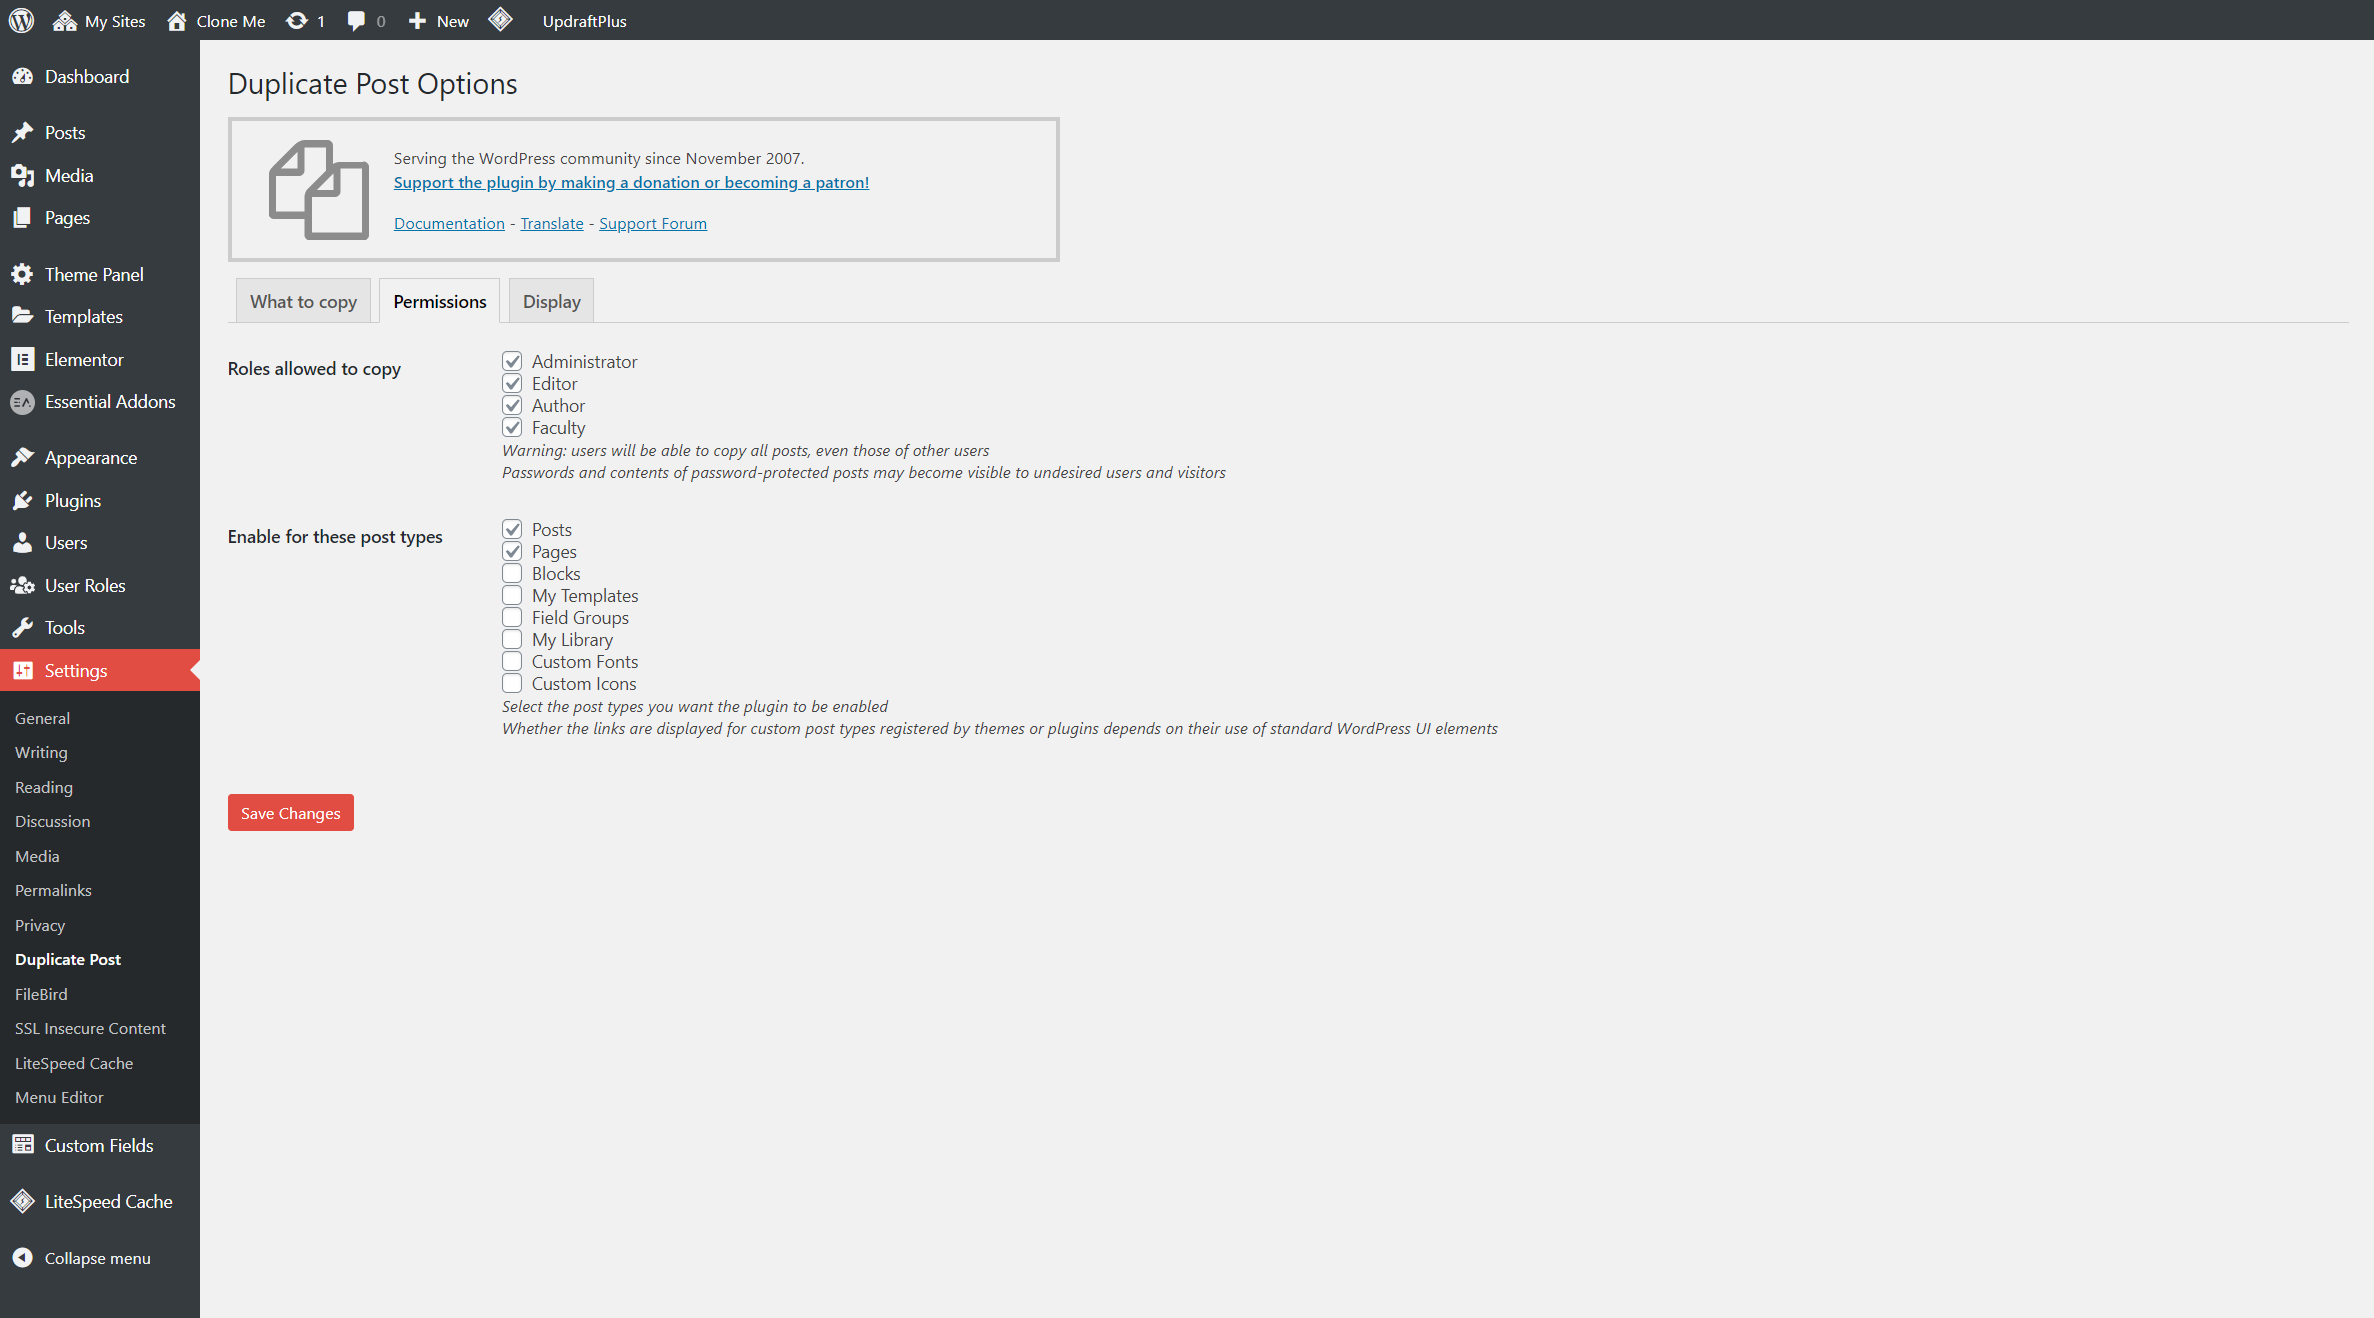 My Sites
Clone Me
1
0
New
UpdraftPlus
Dashboard
Posts
Media
Pages
Theme Panel
Templates
Elementor
Essential Addons
Appearance
Plugins
Users
User Roles
Tools
Settings
General
Writing
Reading
Discussion
Media
Permalinks
Privacy
Duplicate Post
FileBird
SSL Insecure Content
LiteSpeed Cache
Menu Editor
Custom Fields
LiteSpeed Cache
Collapse menu
Duplicate Post Options
Serving the WordPress community since November 2007.
Support the plugin by making a donation or becoming a patron!
Documentation - Translate - Support Forum
What to copy
Permissions
Display
Roles allowed to copy
Administrator
Editor
Author
Faculty
Warning: users will be able to copy all posts, even those of other users
Passwords and contents of password-protected posts may become visible to undesired users and visitors
Enable for these post types
Posts
Pages
Blocks
My Templates
Field Groups
My Library
Custom Fonts
Custom Icons
Select the post types you want the plugin to be enabled
Whether the links are displayed for custom post types registered by themes or plugins depends on their use of standard WordPress UI elements
Save Changes